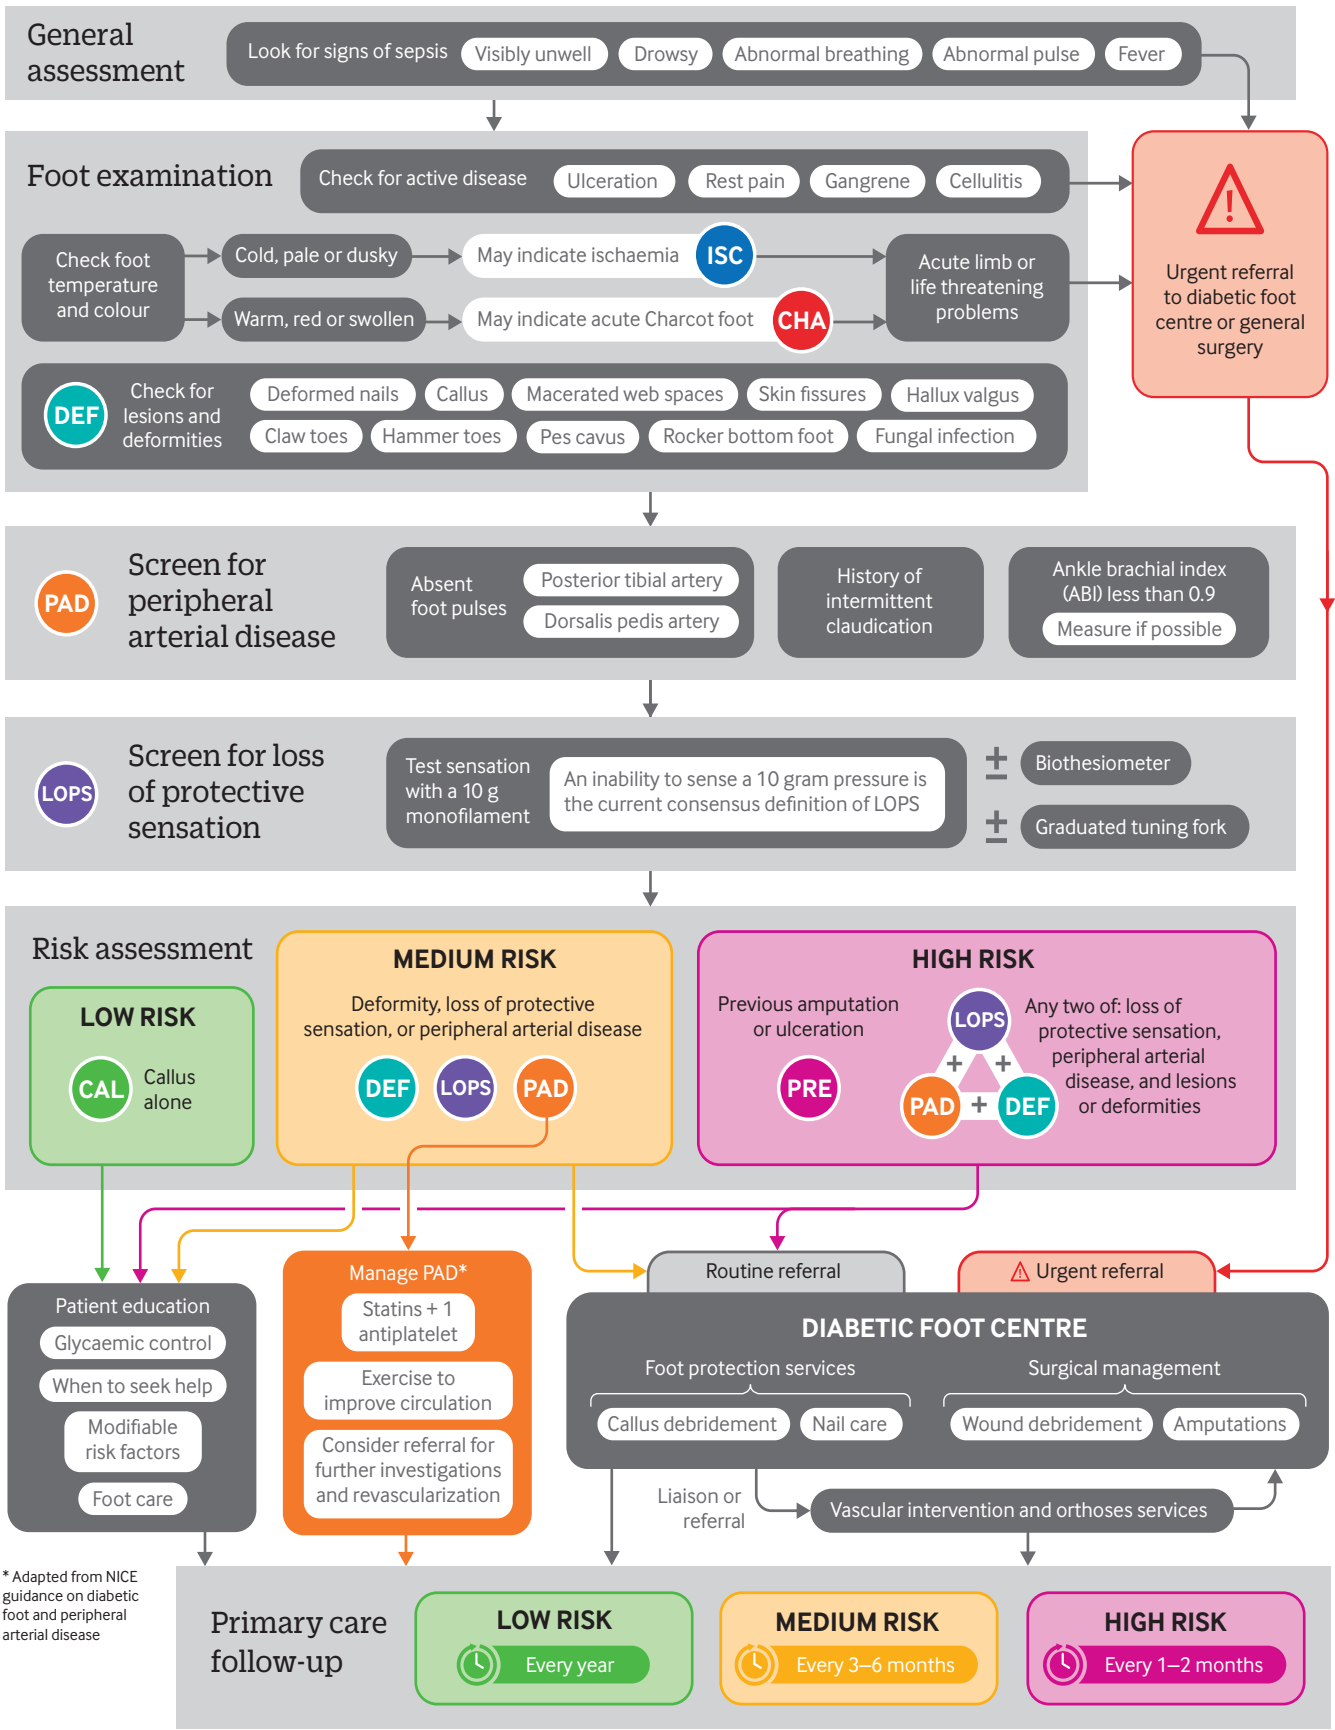 General
assessment
Look for signs of sepsis
Visibly unwell
Drowsy
Abnormal breathing
Abnormal pulse
Fever
Foot examination
Check for active disease
Ulceration
Rest pain
Gangrene
Cellulitis
Check foot
temperature
and colour
Cold, pale or dusky
May indicate ischaemia
ISC
Warm, red or swollen
May indicate acute Charcot foot
CHA
Acute limb or
life threatening
problems
Urgent referral
to diabetic foot
centre or general
surgery
DEF
Check for
lesions and
deformities
Deformed nails
Callus
Macerated web spaces
Skin fissures
Hallux valgus
Claw toes
Hammer toes
Pes cavus
Rocker bottom foot
Fungal infection
PAD
Screen for
peripheral
arterial disease
Absent
foot pulses
Posterior tibial artery
Dorsalis pedis artery
History of
intermittent
claudication
Ankle brachial index
(ABI) less than 0.9
Measure if possible
LOPS
Screen for loss
of protective
sensation
Test sensation
with a 10 g
monofilament
An inability to sense a 10 gram pressure is
the current consensus definition of LOPS
± Biothesiometer
± Graduated tuning fork
Risk assessment
LOW RISK
CAL
Callus
alone
MEDIUM RISK
Deformity, loss of protective
sensation, or peripheral arterial disease
DEF
LOPS
PAD
HIGH RISK
Previous amputation
or ulceration
PRE
LOPS
+ +
PAD + DEF
Any two of: loss of
protective sensation,
peripheral arterial
disease, and lesions
or deformities
Patient education
Glycaemic control
When to seek help
Modifiable
risk factors
Foot care
Manage PAD*
Statins + 1
antiplatelet
Exercise to
improve circulation
Consider referral for
further investigations
and revascularization
Routine referral
! Urgent referral
DIABETIC FOOT CENTRE
Foot protection services
Callus debridement
Nail care
Surgical management
Wound debridement
Amputations
Liaison or
referral
Vascular intervention and orthoses services
* Adapted from NICE
guidance on diabetic
foot and peripheral
arterial disease
Primary care
follow-up
LOW RISK
Every year
MEDIUM RISK
Every 3–6 months
HIGH RISK
Every 1–2 months